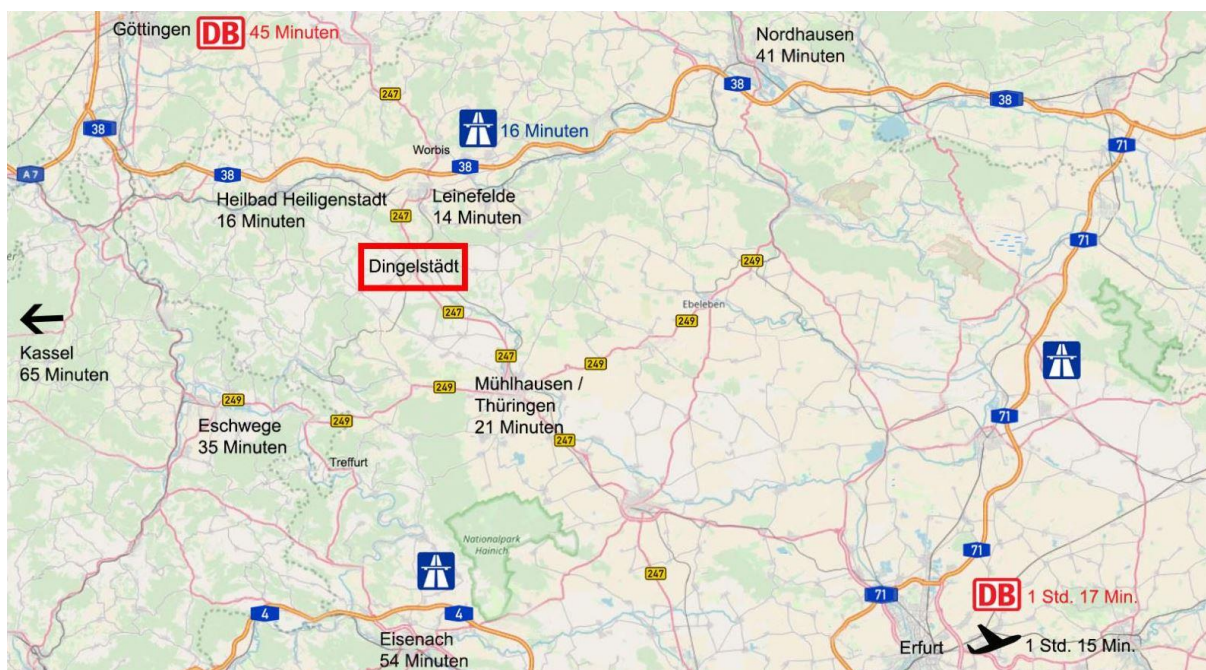 Göttingen DB 45 Minuten
Nordhausen
41 Minuten
247
38
38
38
16 Minuten
Worbis
38
71
A 7
38
Heilbad Heiligenstadt
16 Minuten
Leinefelde
14 Minuten
247
71
Dingelstädt
249
Ebeleben
247
249
Kassel
65 Minuten
247
249
249
Mühlhausen /
Thüringen
21 Minuten
249
249
Eschwege
35 Minuten
71
247
Treffurt
Nationalpark
Hainich
71
247
71
DB 1 Std. 17 Min.
4
4
Eisenach
54 Minuten
Erfurt
1 Std. 15 Min.